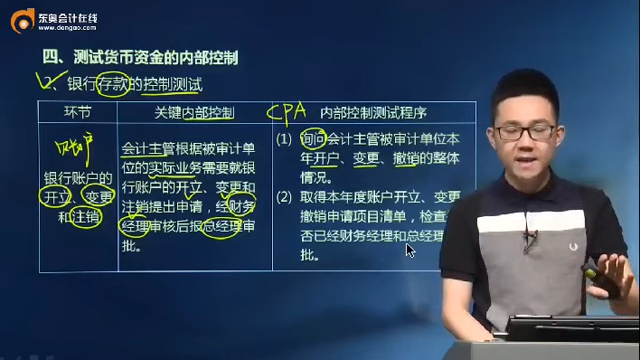 东奥会计在线
www.dongao.com
四、测试货币资金的内部控制
2、银行存款的控制测试
环节
关键内部控制
CPA
内部控制测试程序
账户
银行账户的
开立、变更
和注销
会计主管根据被审计单
位的实际业务需要就银
行账户的开立、变更和
注销提出申请，经财务
经理审核后报总经理审
批。
(1) 询问会计主管被审计单位本
年开户、变更、撤销的整体
情况。
(2) 取得本年度账户开立、变更
撤销申请项目清单，检查
否已经财务经理和总经理
批。